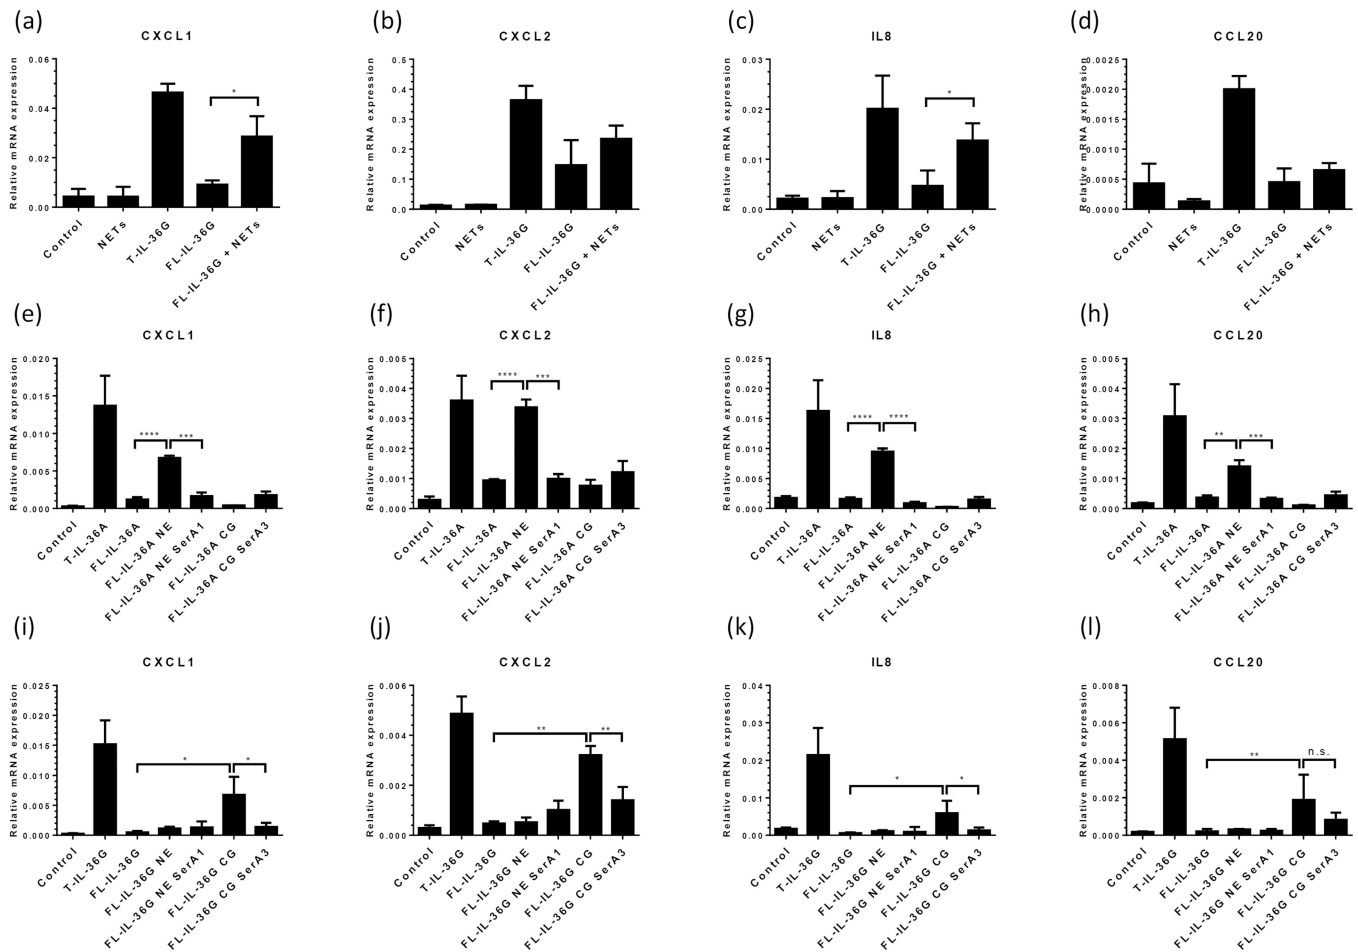 (a)
CXCL1
Relative mRNA expression
0.06
0.04
0.02
0.00
*
Control
NETs
T-IL-36G
FL-IL-36G
FL-IL-36G + NETs
(b)
CXCL2
Relative mRNA expression
0.5
0.4
0.3
0.2
0.1
0.0
Control
NETs
T-IL-36G
FL-IL-36G
FL-IL-36G + NETs
(c)
IL8
Relative mRNA expression
0.03
0.02
0.01
0.00
*
Control
NETs
T-IL-36G
FL-IL-36G
FL-IL-36G + NETs
(d)
CCL20
Relative mRNA expression
0.0025
0.0020
0.0015
0.0010
0.0005
0.0000
Control
NETs
T-IL-36G
FL-IL-36G
FL-IL-36G + NETs
(e)
CXCL1
Relative mRNA expression
0.020
0.015
0.010
0.005
0.000
****
***
Control
T-IL-36A
FL-IL-36A
FL-IL-36A NE
FL-IL-36A NE SerA1
FL-IL-36A CG
FL-IL-36A CG SerA3
(f)
CXCL2
Relative mRNA expression
0.005
0.004
0.003
0.002
0.001
0.000
****
***
Control
T-IL-36A
FL-IL-36A
FL-IL-36A NE
FL-IL-36A NE SerA1
FL-IL-36A CG
FL-IL-36A CG SerA3
(g)
IL8
Relative mRNA expression
0.025
0.020
0.015
0.010
0.005
0.000
****
****
Control
T-IL-36A
FL-IL-36A
FL-IL-36A NE
FL-IL-36A NE SerA1
FL-IL-36A CG
FL-IL-36A CG SerA3
(h)
CCL20
Relative mRNA expression
0.005
0.004
0.003
0.002
0.001
0.000
**
***
Control
T-IL-36A
FL-IL-36A
FL-IL-36A NE
FL-IL-36A NE SerA1
FL-IL-36A CG
FL-IL-36A CG SerA3
(i)
CXCL1
Relative mRNA expression
0.025
0.020
0.015
0.010
0.005
0.000
*
*
Control
T-IL-36G
FL-IL-36G
FL-IL-36G NE
FL-IL-36G NE SerA1
FL-IL-36G CG
FL-IL-36G CG SerA3
(j)
CXCL2
Relative mRNA expression
0.006
0.004
0.002
0.000
**
**
Control
T-IL-36G
FL-IL-36G
FL-IL-36G NE
FL-IL-36G NE SerA1
FL-IL-36G CG
FL-IL-36G CG SerA3
(k)
IL8
Relative mRNA expression
0.04
0.03
0.02
0.01
0.00
*
*
Control
T-IL-36G
FL-IL-36G
FL-IL-36G NE
FL-IL-36G NE SerA1
FL-IL-36G CG
FL-IL-36G CG SerA3
(l)
CCL20
Relative mRNA expression
0.008
0.006
0.004
0.002
0.000
**
n.s.
Control
T-IL-36G
FL-IL-36G
FL-IL-36G NE
FL-IL-36G NE SerA1
FL-IL-36G CG
FL-IL-36G CG SerA3